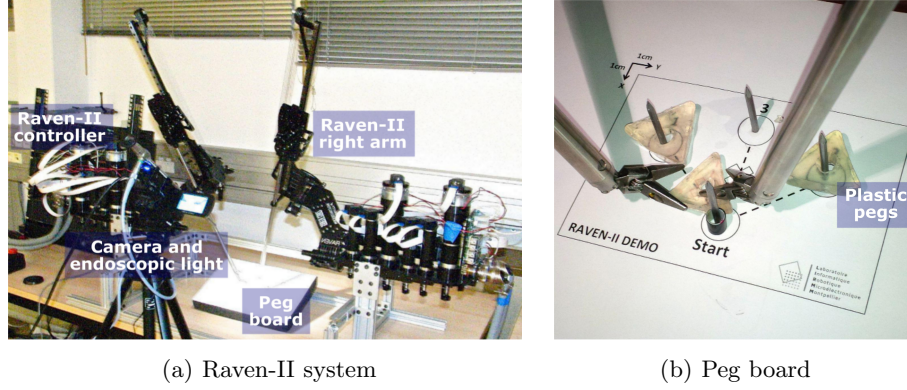 Raven-II
controller
Raven-II
right arm
Camera and
endoscopic light
Peg
board
1cm
Y
1cm
X
3
Plastic
pegs
Start
RAVEN-II DEMO
Laboratoire
Informatique
Robotique
Microélectronique
Montpellier
(a) Raven-II system
(b) Peg board